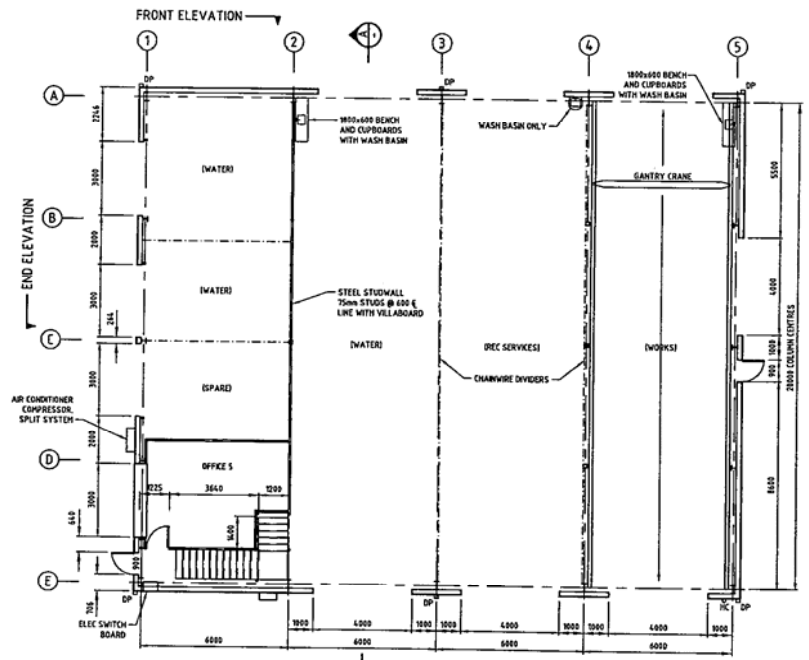 FRONT ELEVATION
1
2
3
4
5
A
DP
DP
DP
A
1800x600 BENCH
AND CUPBOARDS
WITH WASH BASIN
1800x600 BENCH
AND CUPBOARDS
WITH WASH BASIN
WASH BASIN ONLY
2246
3000
2000
3000
264
3000
2000
3000
640
900
706
END ELEVATION
B
C
D
E
(WATER)
(WATER)
(SPARE)
GANTRY CRANE
5500
4000
1000
900
8600
20000 COLUMN CENTRES
STEEL STUDWALL
75mm STUDS @ 600 ȼ
LINE WITH VILLABOARD
(WATER)
(REC SERVICES)
(WORKS)
CHAINWIRE DIVIDERS
AIR CONDITIONER
COMPRESSOR,
SPLIT SYSTEM
OFFICE 5
1225
3640
1200
1400
DP
DP
HC
DP
ELEC SWITCH
BOARD
1000
4000
1000
1000
4000
1000
1000
4000
1000
6000
6000
6000
6000